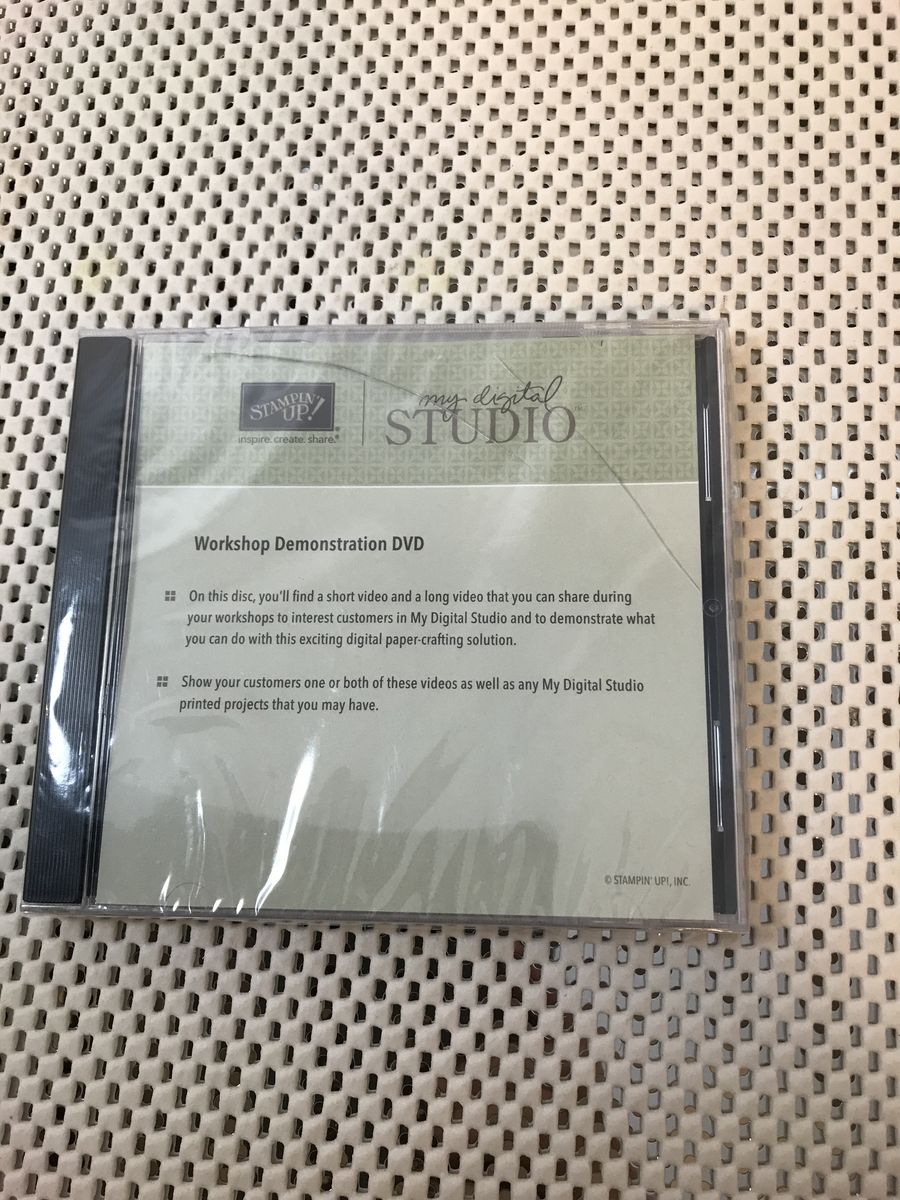 STAMPIN' UP!
inspire. create. share.®
my digital
STUDIO™
Workshop Demonstration DVD
On this disc, you'll find a short video and a long video that you can share during
your workshops to interest customers in My Digital Studio and to demonstrate what
you can do with this exciting digital paper-crafting solution.
Show your customers one or both of these videos as well as any My Digital Studio
printed projects that you may have.
© STAMPIN' UP!, INC.